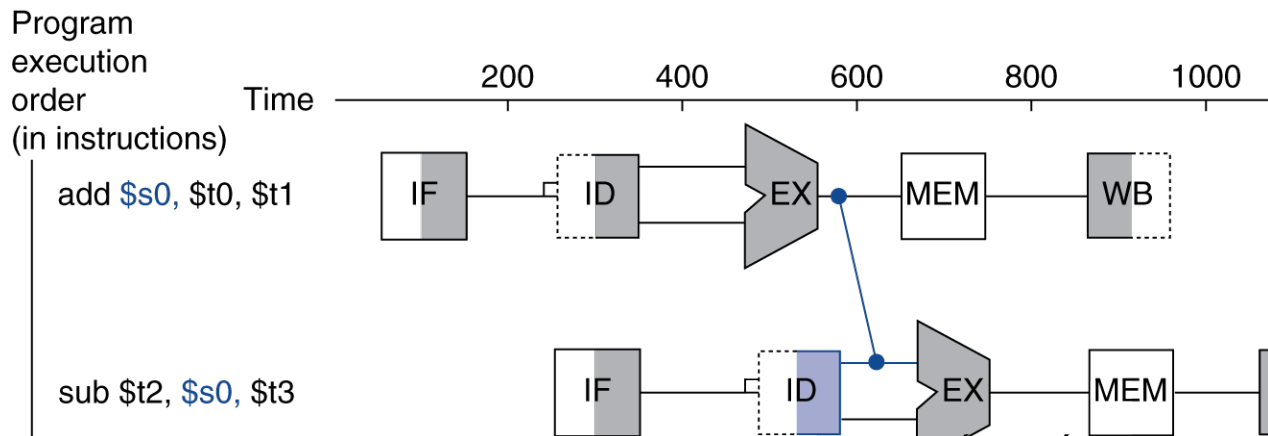 Program
execution
order
(in instructions)
Time
200 400 600 800 1000
add $s0, $t0, $t1
IF ID EX MEM WB
sub $t2, $s0, $t3
IF ID EX MEM